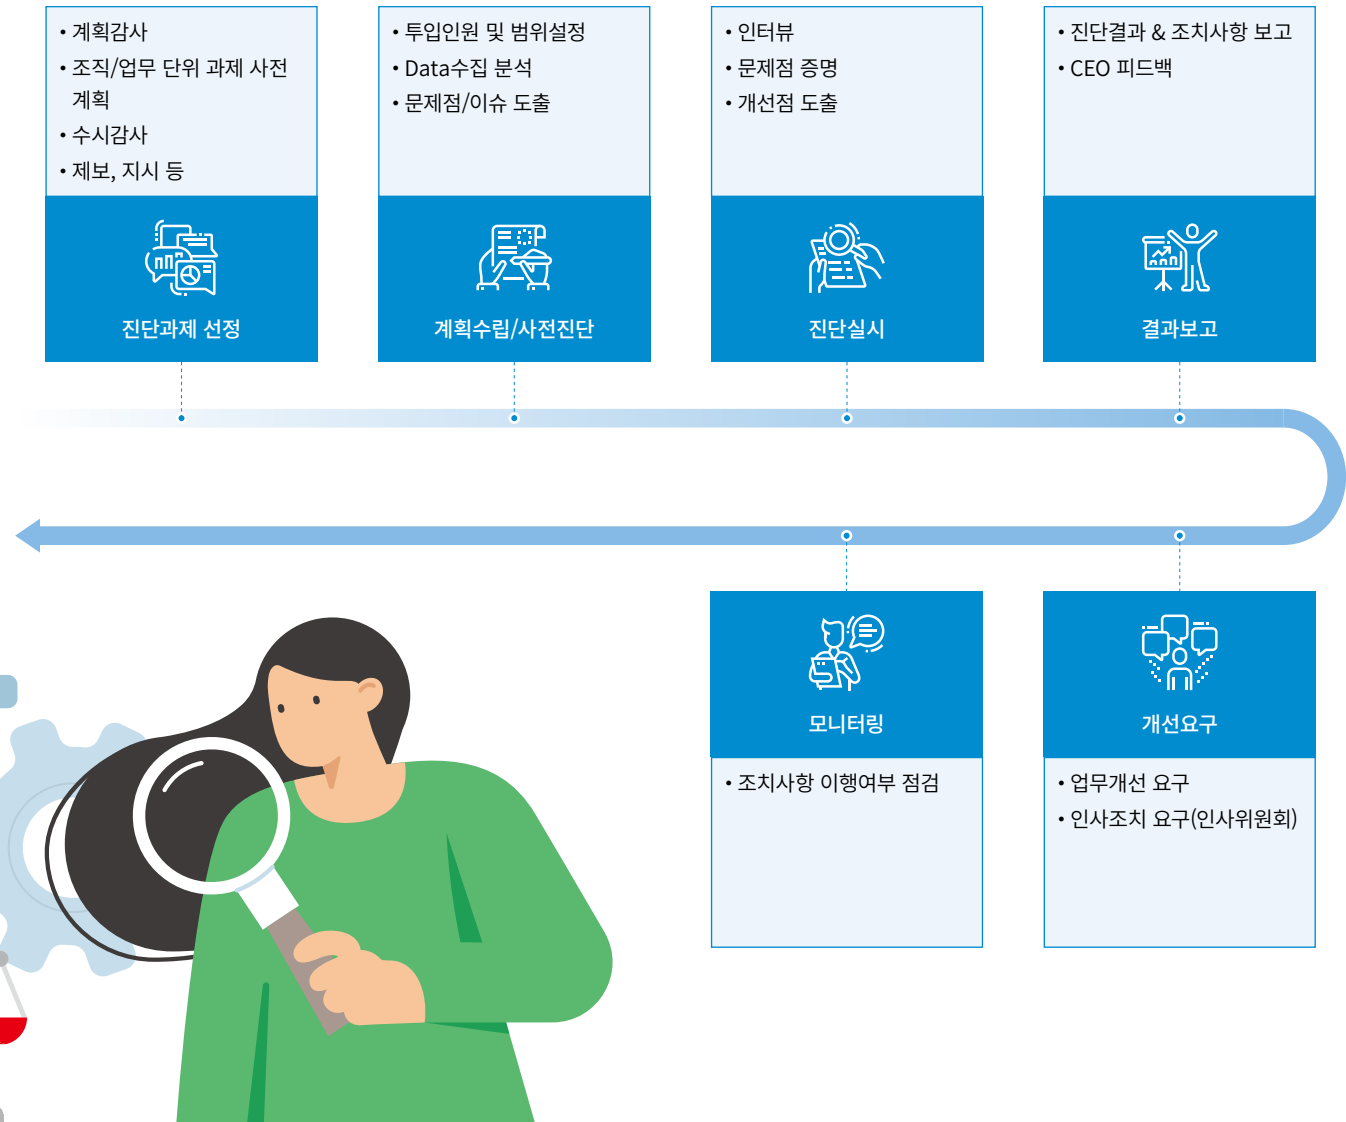 • 계획감사
• 조직/업무 단위 과제 사전
계획
• 수시감사
• 제보, 지시 등
진단과제 선정
• 투입인원 및 범위설정
• Data수집 분석
• 문제점/이슈 도출
계획수립/사전진단
• 인터뷰
• 문제점 증명
• 개선점 도출
진단실시
• 진단결과 & 조치사항 보고
• CEO 피드백
결과보고
개선요구
• 업무개선 요구
• 인사조치 요구(인사위원회)
모니터링
• 조치사항 이행여부 점검